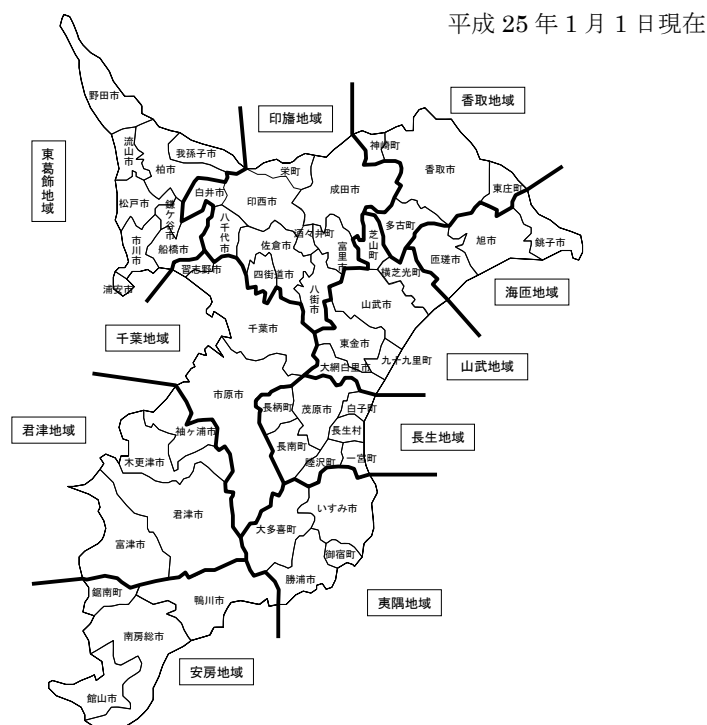 平成 25 年 1 月 1 日現在
香取地域
印旛地域
東葛飾地域
野田市
流山市
柏市
我孫子市
松戸市
鎌ケ谷市
市川市
船橋市
浦安市
習志野市
白井市
印西市
栄町
成田市
八千代市
佐倉市
酒々井町
富里市
四街道市
八街市
神崎町
香取市
東庄町
多古町
芝山町
横芝光町
匝瑳市
旭市
銚子市
海匝地域
千葉地域
千葉市
山武市
東金市
九十九里町
大網白里市
山武地域
市原市
長柄町
茂原市
白子町
長生村
長南町
睦沢町
一宮町
長生地域
君津地域
袖ヶ浦市
木更津市
君津市
富津市
大多喜町
いすみ市
御宿町
勝浦市
夷隅地域
鋸南町
鴨川市
南房総市
館山市
安房地域